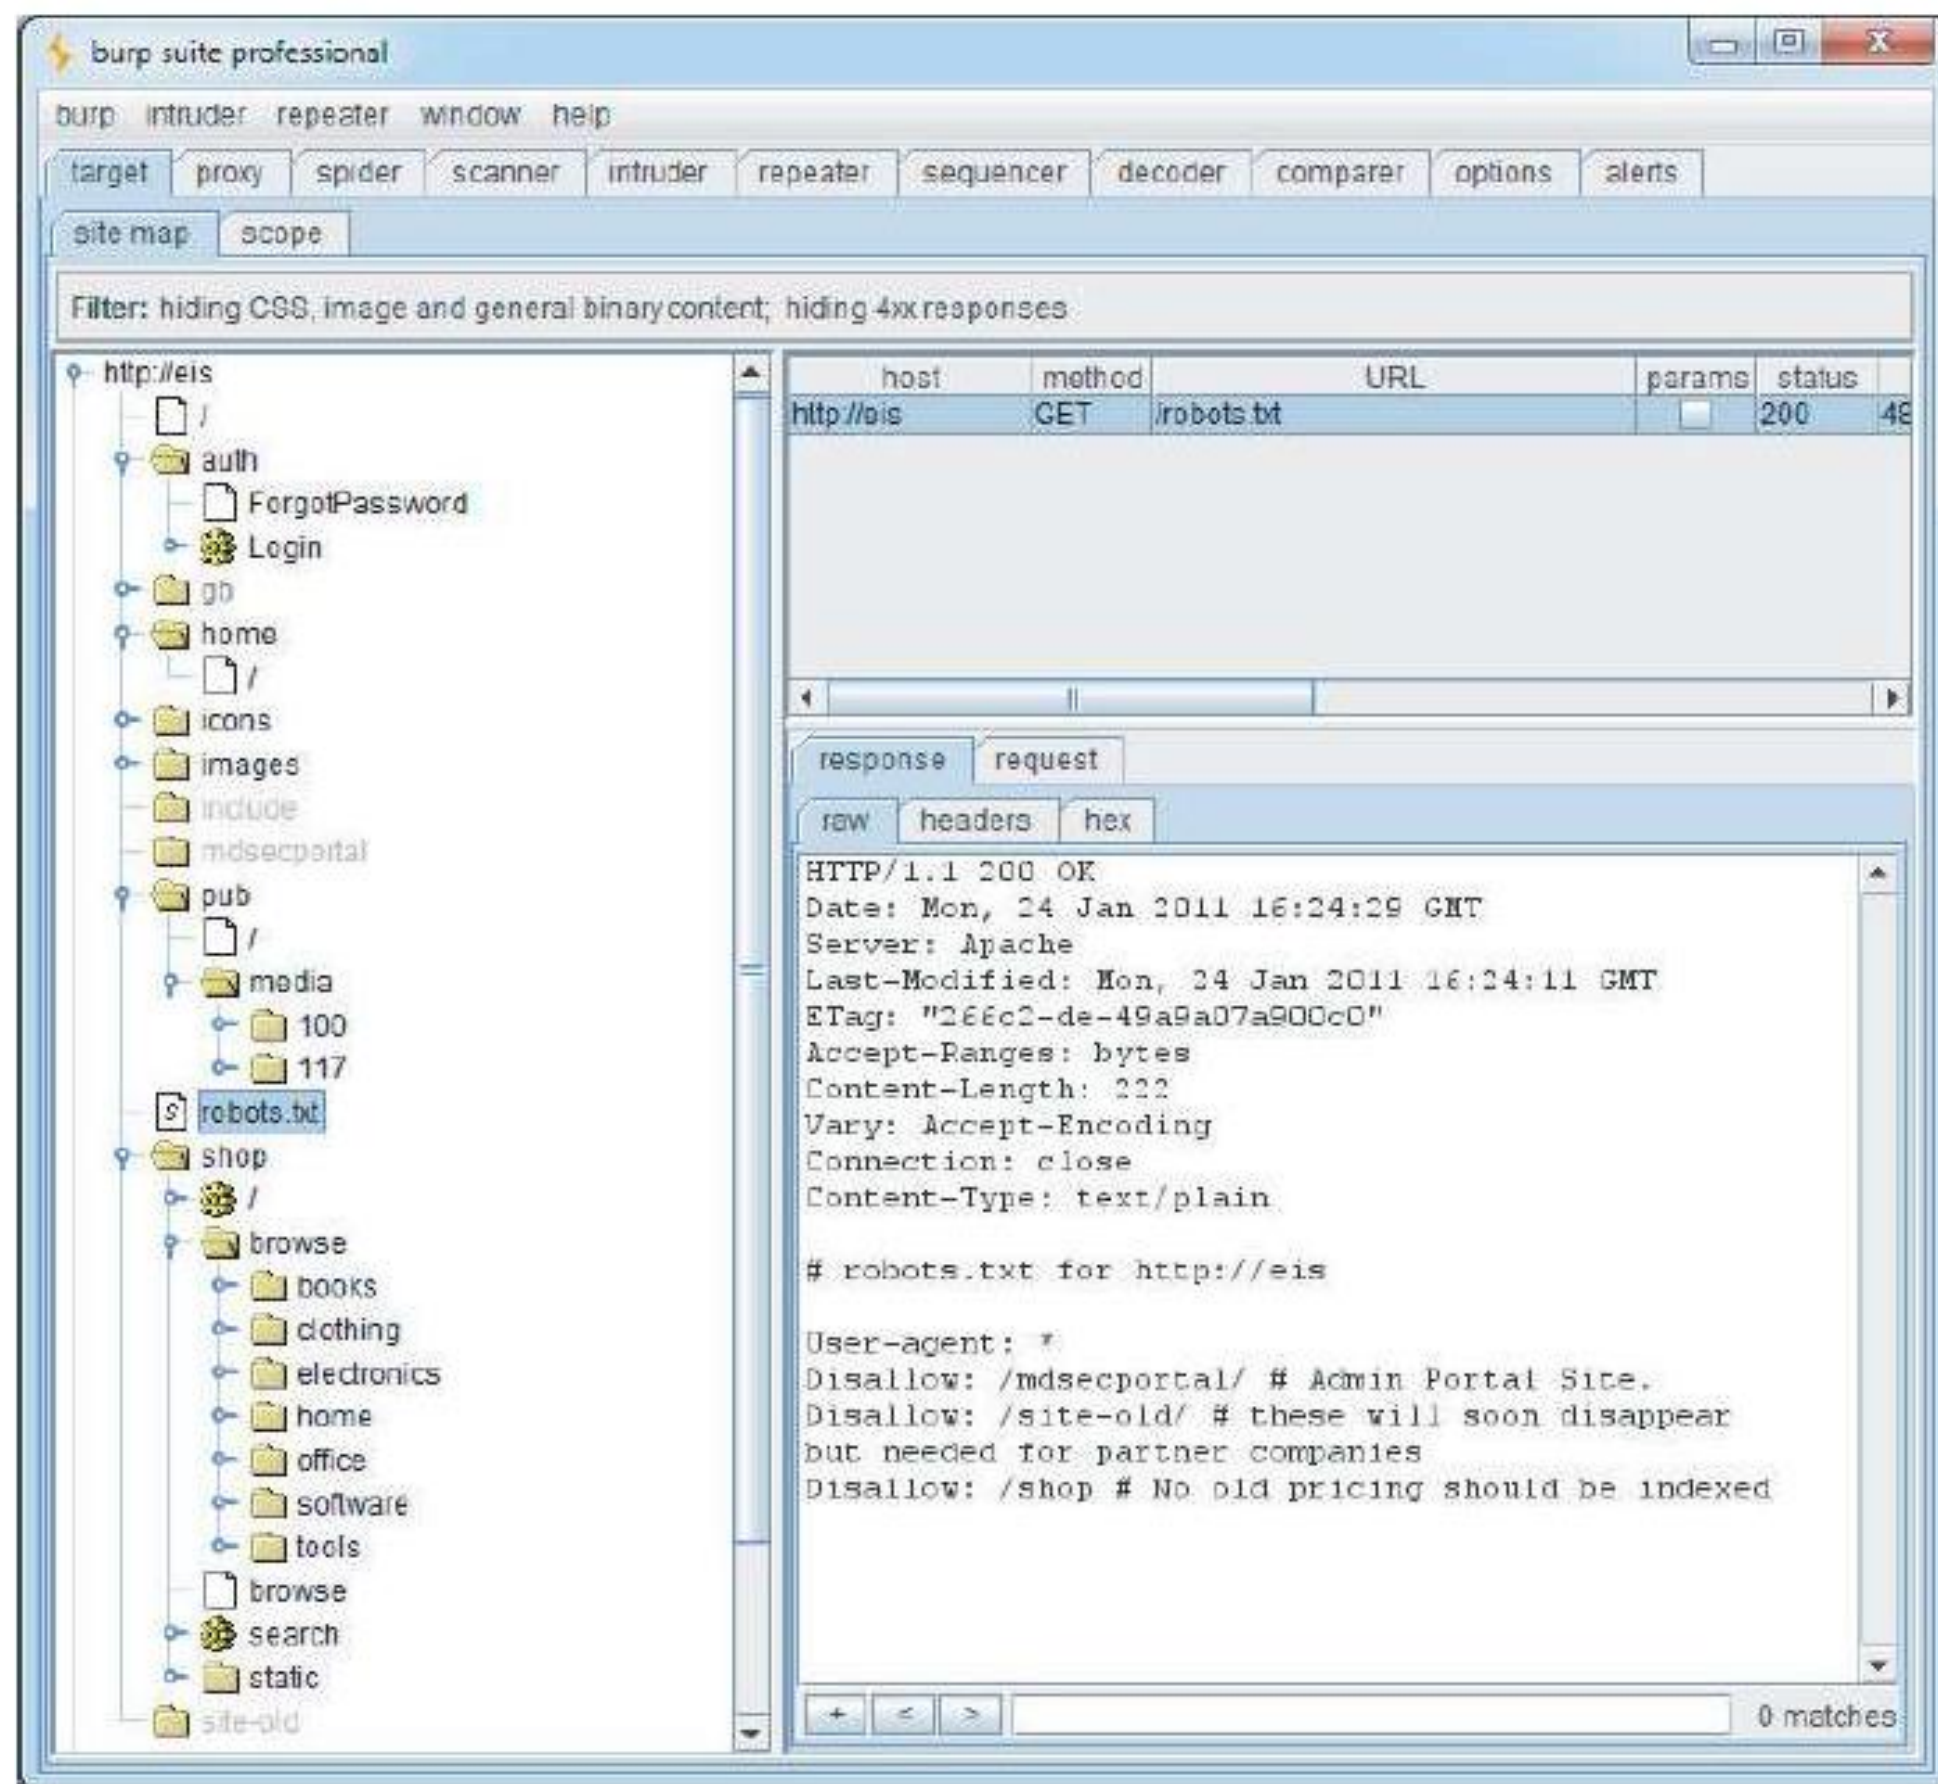 burp suite professional
burp intruder repeater window help
target proxy spider scanner intruder repeater sequencer decoder comparer options alerts
site map scope
Filter: hiding CSS, image and general binary content; hiding 4xx responses
http://eis
/
auth
ForgotPassword
Login
gb
home
/
icons
images
include
mdsecportal
pub
/
media
100
117
robots.txt
shop
/
browse
books
clothing
electronics
home
office
software
tools
browse
search
static
site-old
host method URL params status
http://eis GET /robots.txt 200 48
response request
raw headers hex
HTTP/1.1 200 OK
Date: Mon, 24 Jan 2011 16:24:29 GMT
Server: Apache
Last-Modified: Mon, 24 Jan 2011 16:24:11 GMT
ETag: "266c2-de-49a9a07a900c0"
Accept-Ranges: bytes
Content-Length: 222
Vary: Accept-Encoding
Connection: close
Content-Type: text/plain
# robots.txt for http://eis
User-agent: *
Disallow: /mdsecportal/ # Admin Portal Site.
Disallow: /site-old/ # these will soon disappear
but needed for partner companies
Disallow: /shop # No old pricing should be indexed
+ < > 0 matches